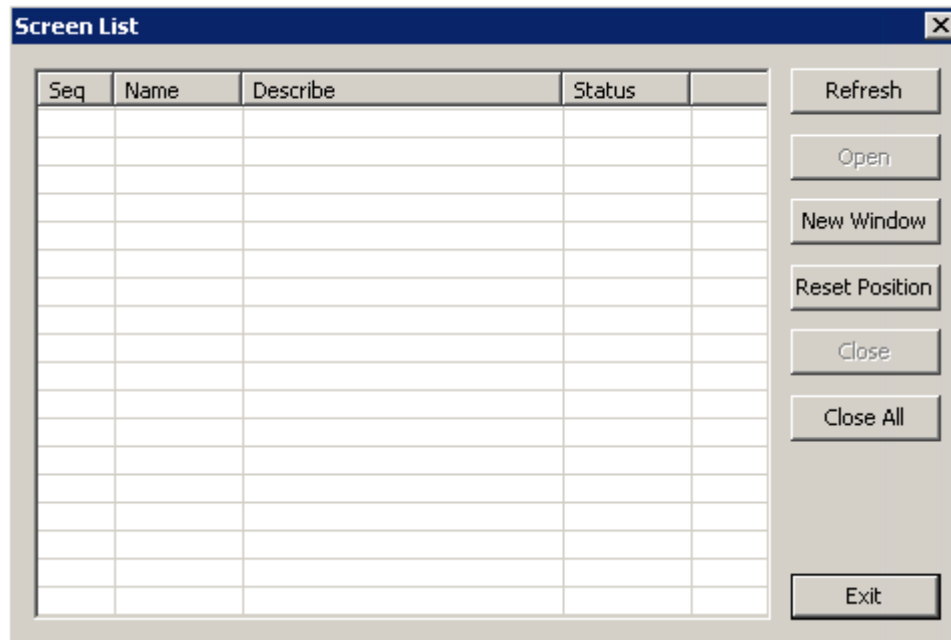 Screen List
Seq Name Describe Status
Refresh
Open
New Window
Reset Position
Close
Close All
Exit